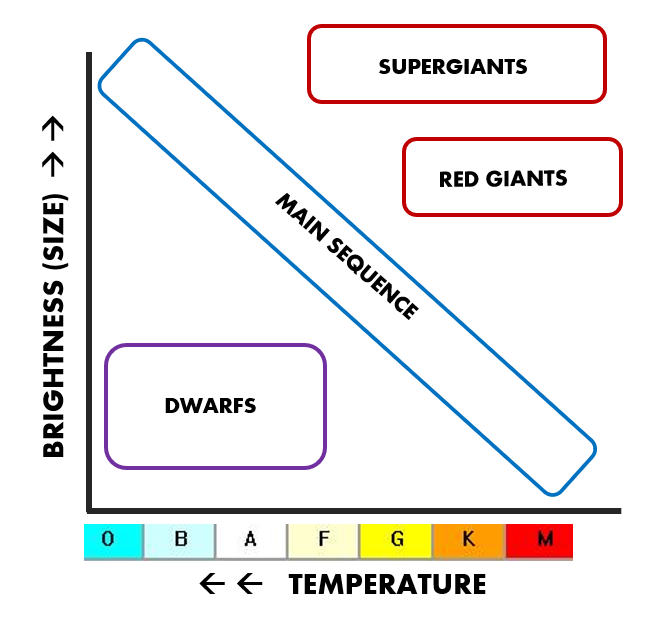 SUPERGIANTS
RED GIANTS
MAIN SEQUENCE
DWARFS
BRIGHTNESS (SIZE) → →
O B A F G K M
← ← TEMPERATURE